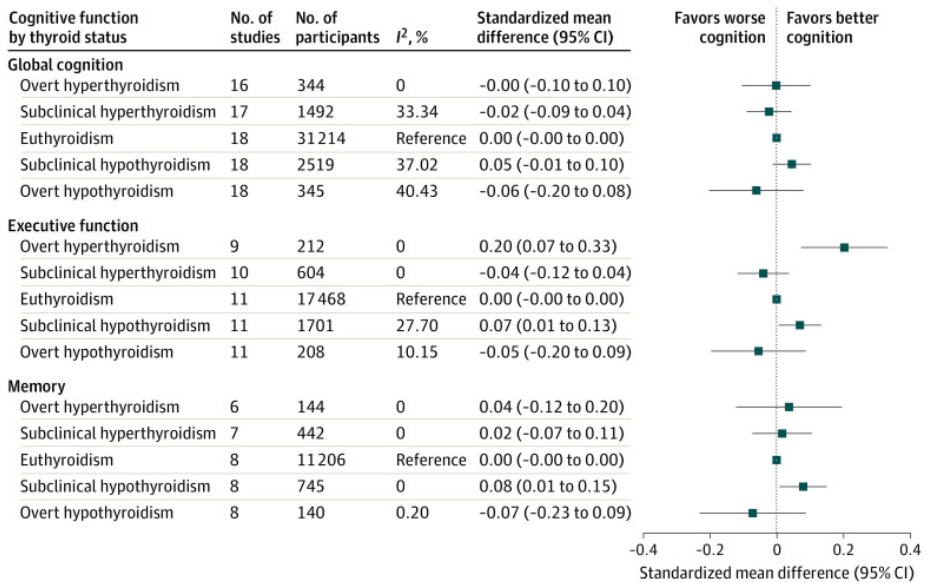 Cognitive function by thyroid status No. of studies No. of participants I², % Standardized mean difference (95% CI) Favors worse cognition Favors better cognition
Global cognition
Overt hyperthyroidism 16 344 0 -0.00 (-0.10 to 0.10)
Subclinical hyperthyroidism 17 1492 33.34 -0.02 (-0.09 to 0.04)
Euthyroidism 18 31 214 Reference 0.00 (-0.00 to 0.00)
Subclinical hypothyroidism 18 2519 37.02 0.05 (-0.01 to 0.10)
Overt hypothyroidism 18 345 40.43 -0.06 (-0.20 to 0.08)
Executive function
Overt hyperthyroidism 9 212 0 0.20 (0.07 to 0.33)
Subclinical hyperthyroidism 10 604 0 -0.04 (-0.12 to 0.04)
Euthyroidism 11 17 468 Reference 0.00 (-0.00 to 0.00)
Subclinical hypothyroidism 11 1701 27.70 0.07 (0.01 to 0.13)
Overt hypothyroidism 11 208 10.15 -0.05 (-0.20 to 0.09)
Memory
Overt hyperthyroidism 6 144 0 0.04 (-0.12 to 0.20)
Subclinical hyperthyroidism 7 442 0 0.02 (-0.07 to 0.11)
Euthyroidism 8 11 206 Reference 0.00 (-0.00 to 0.00)
Subclinical hypothyroidism 8 745 0 0.08 (0.01 to 0.15)
Overt hypothyroidism 8 140 0.20 -0.07 (-0.23 to 0.09)
-0.4 -0.2 0 0.2 0.4
Standardized mean difference (95% CI)